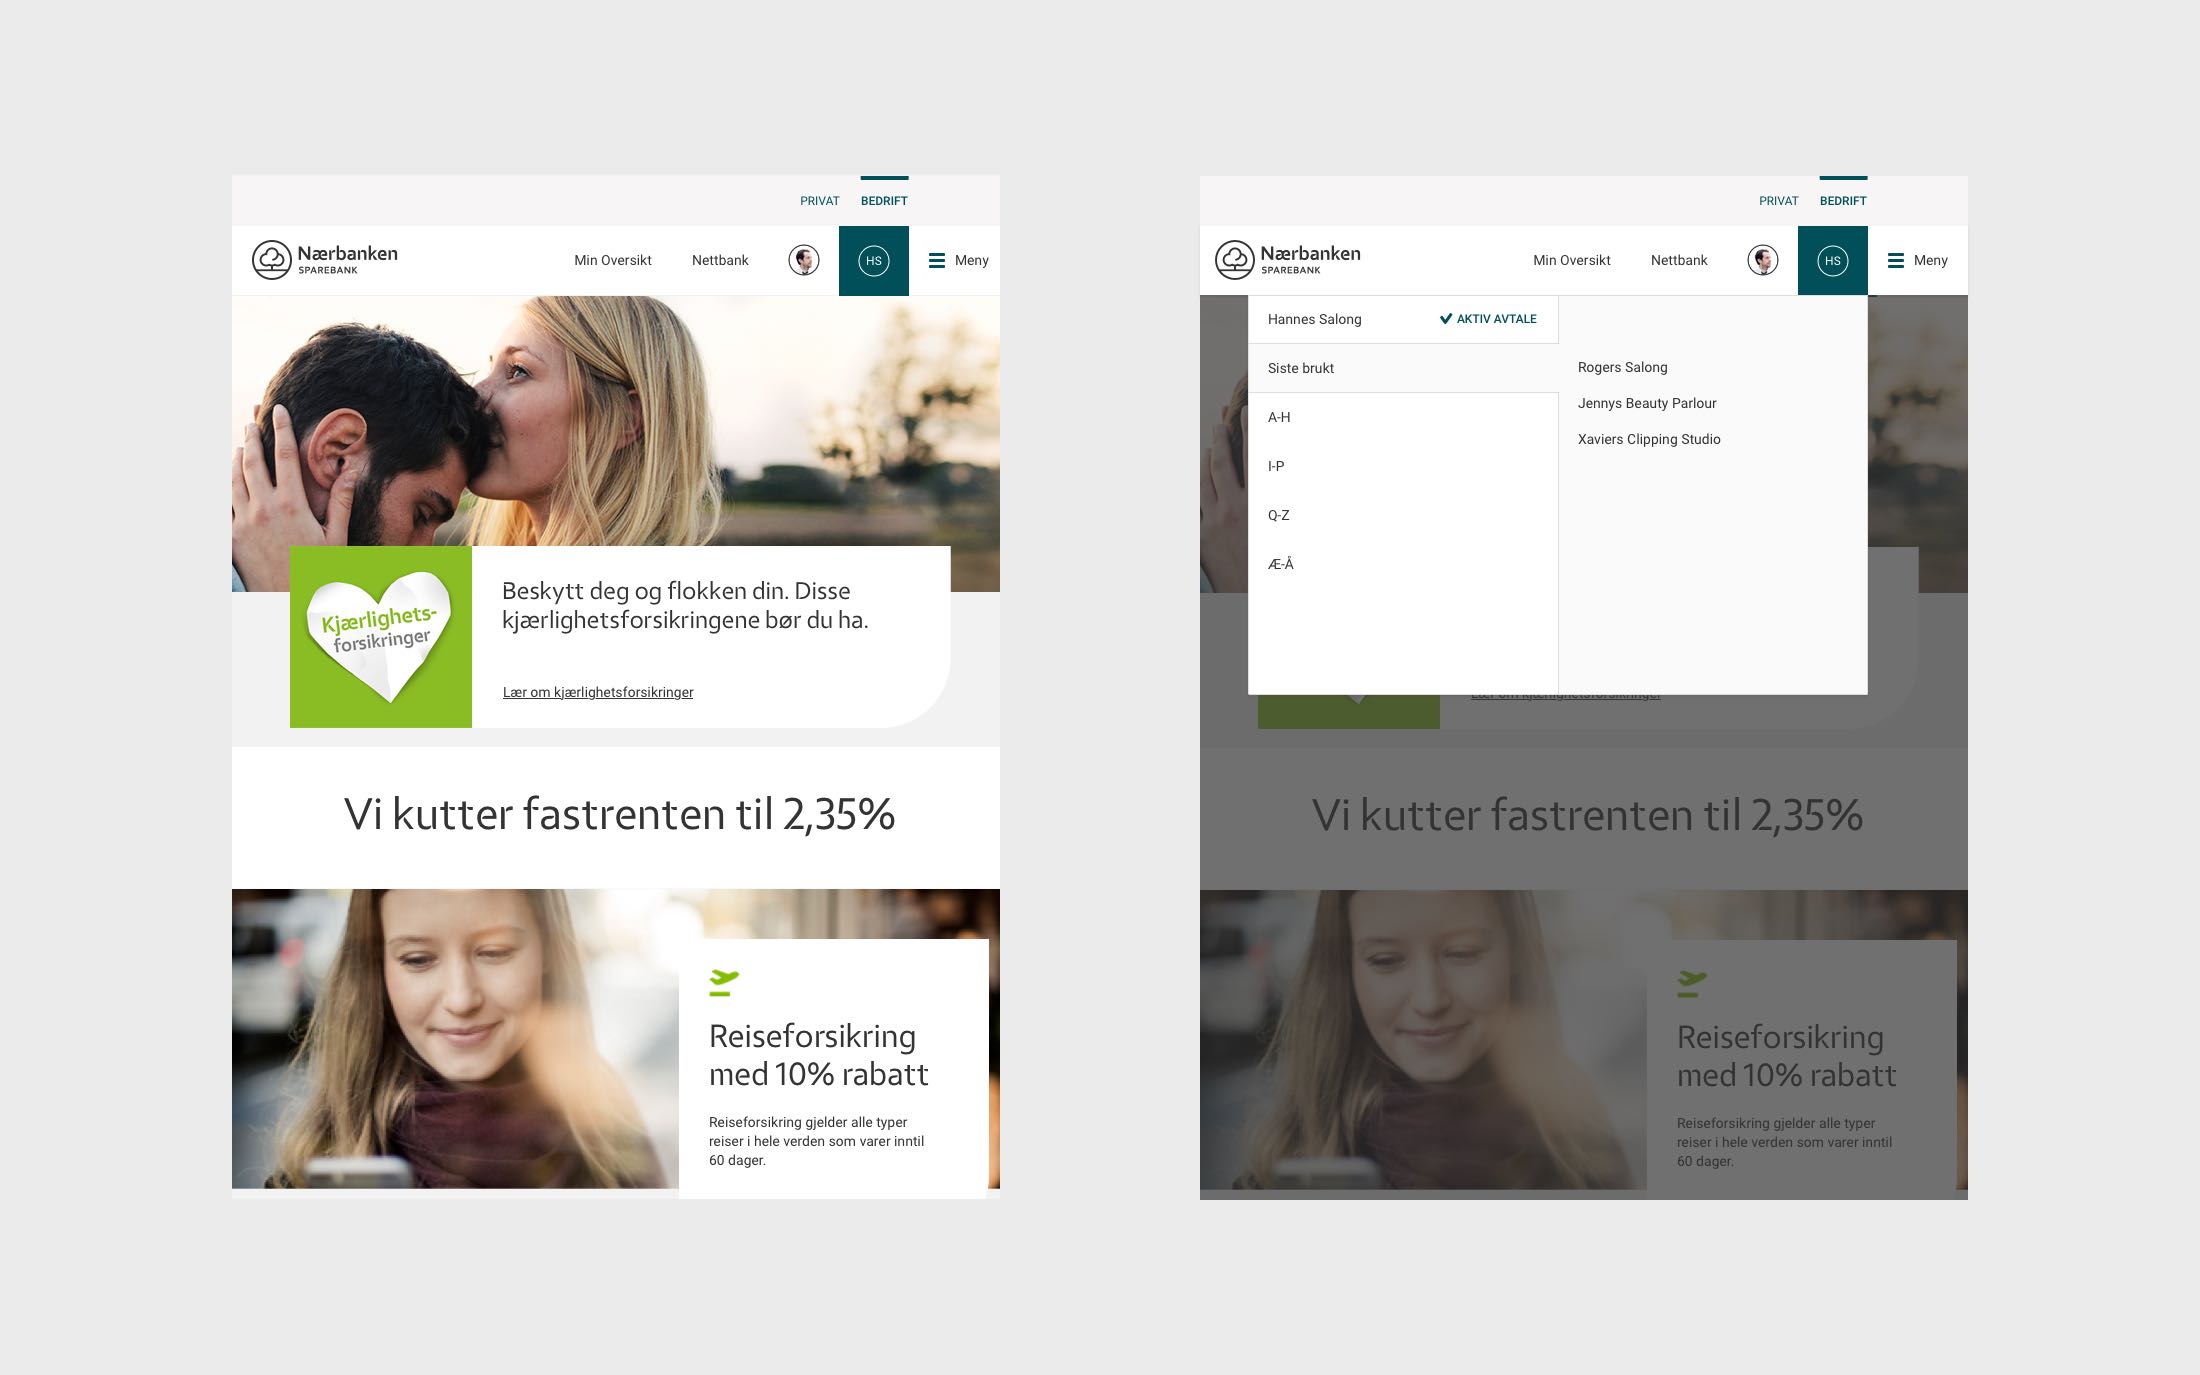 PRIVAT BEDRIFT
Nærbanken
SPAREBANK
Min Oversikt Nettbank HS Meny
Kjærlighets-
forsikringer
Beskytt deg og flokken din. Disse
kjærlighetsforsikringene bør du ha.
Lær om kjærlighetsforsikringer
Vi kutter fastrenten til 2,35%
Reiseforsikring
med 10% rabatt
Reiseforsikring gjelder alle typer
reiser i hele verden som varer inntil
60 dager.
PRIVAT BEDRIFT
Nærbanken
SPAREBANK
Min Oversikt Nettbank HS Meny
Hannes Salong AKTIV AVTALE
Siste brukt
A-H
I-P
Q-Z
Æ-Å
Rogers Salong
Jennys Beauty Parlour
Xaviers Clipping Studio
Lær om kjærlighetsforsikringer
Vi kutter fastrenten til 2,35%
Reiseforsikring
med 10% rabatt
Reiseforsikring gjelder alle typer
reiser i hele verden som varer inntil
60 dager.